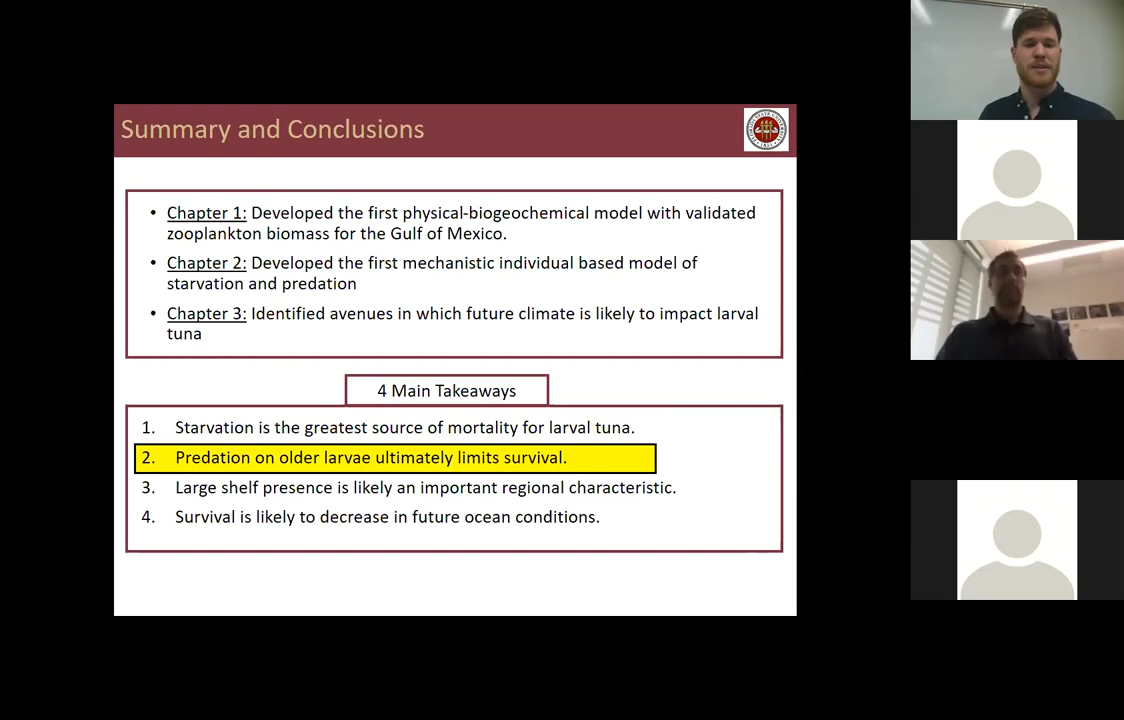 Summary and Conclusions
• Chapter 1: Developed the first physical-biogeochemical model with validated
zooplankton biomass for the Gulf of Mexico.
• Chapter 2: Developed the first mechanistic individual based model of
starvation and predation
• Chapter 3: Identified avenues in which future climate is likely to impact larval
tuna
4 Main Takeaways
1. Starvation is the greatest source of mortality for larval tuna.
2. Predation on older larvae ultimately limits survival.
3. Large shelf presence is likely an important regional characteristic.
4. Survival is likely to decrease in future ocean conditions.